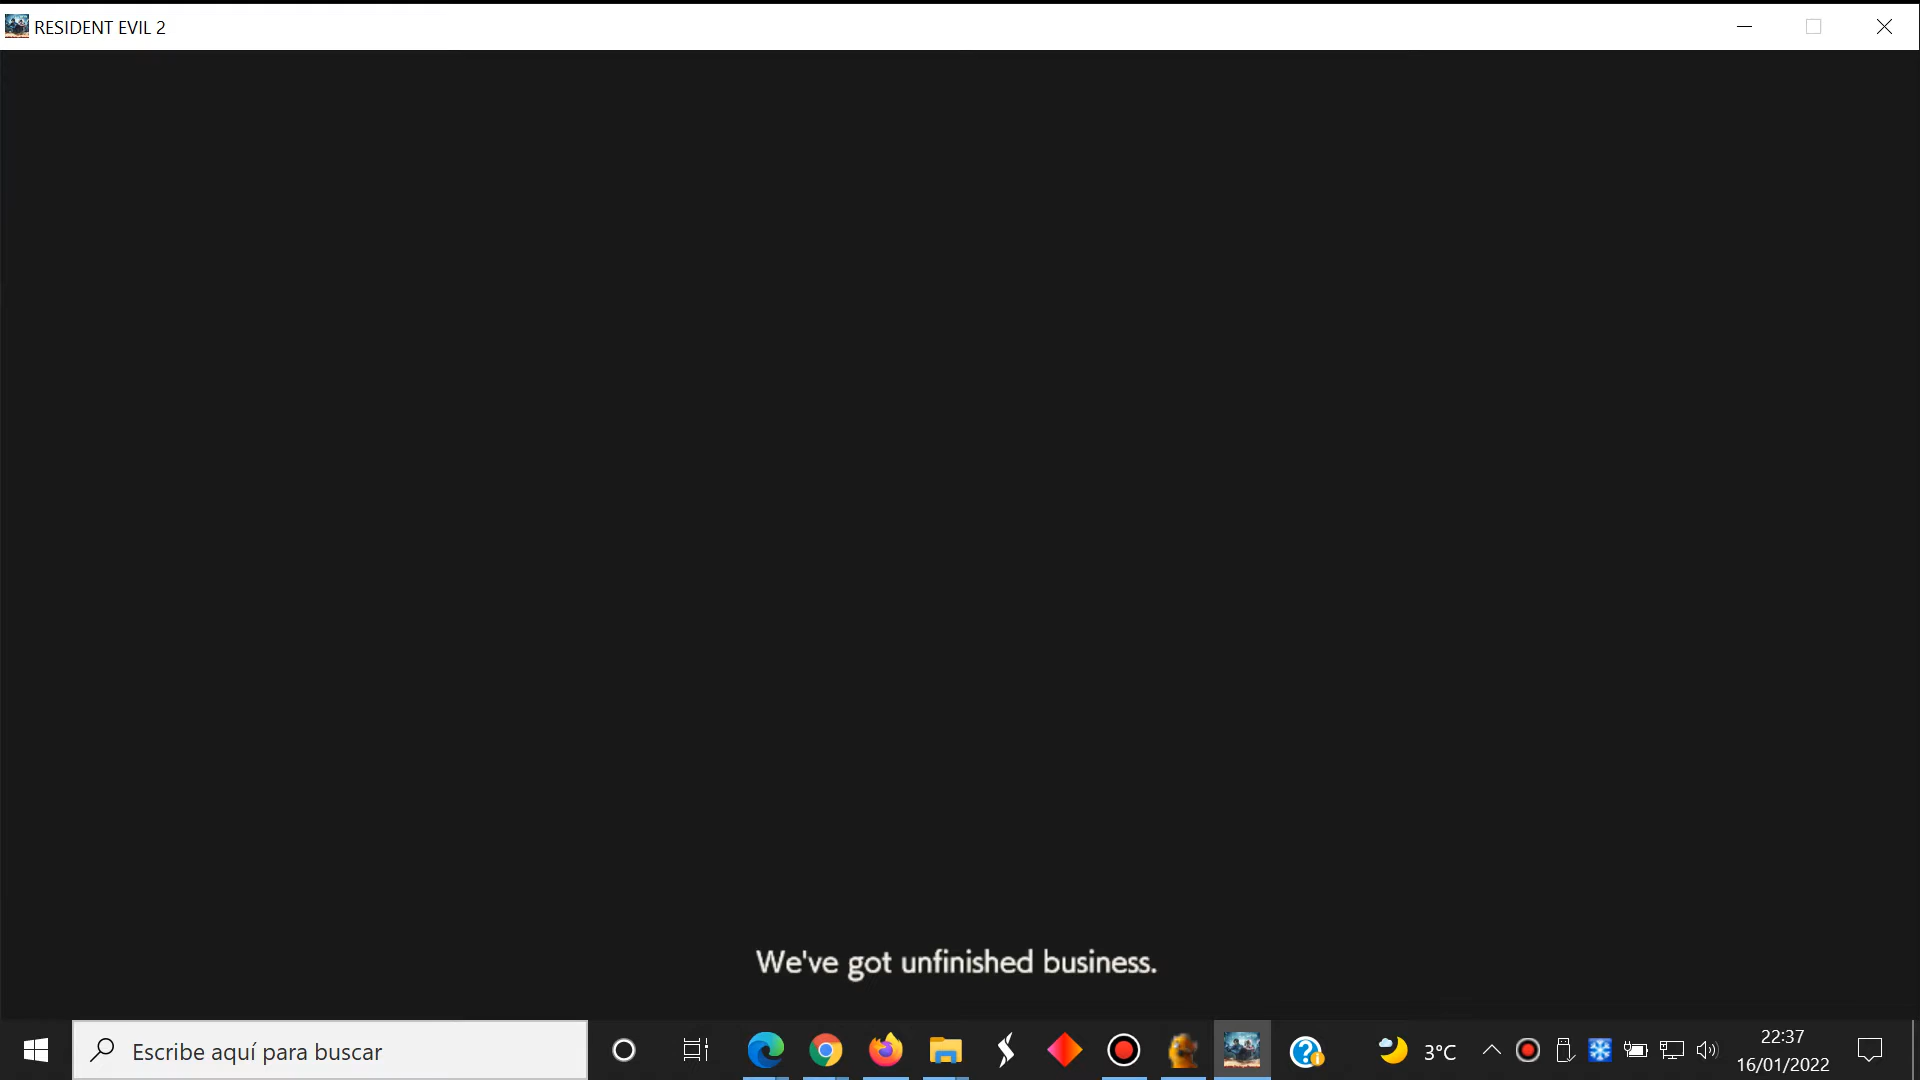 RESIDENT EVIL 2
We've got unfinished business.
Escribe aquí para buscar
3°C
22:37
16/01/2022